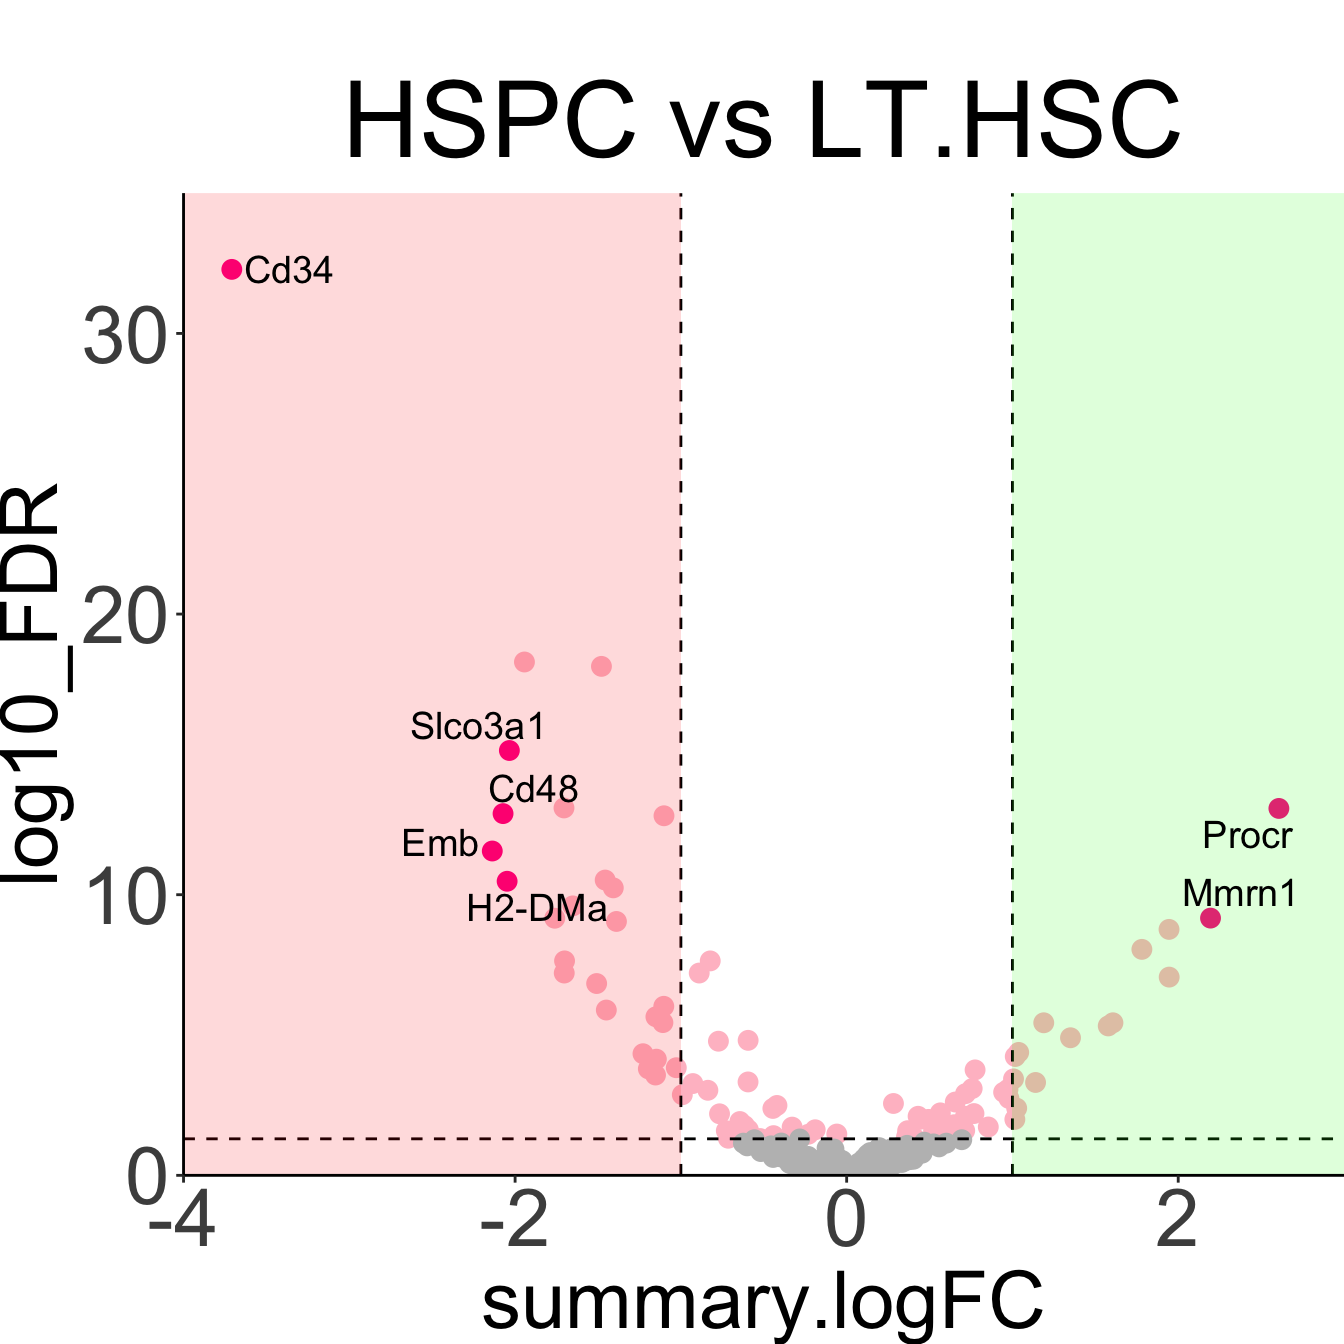 HSPC vs LT.HSC
Cd34
30
log10_FDR
20
Slco3a1
Cd48
Procr
Emb
10
Mmrn1
H2-DMa
0
-4 -2 0 2
summary.logFC